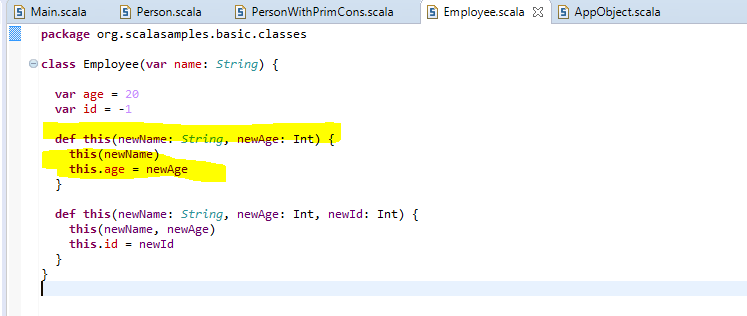 Main.scala Person.scala PersonWithPrimCons.scala Employee.scala AppObject.scala
package org.scalasamples.basic.classes
class Employee(var name: String) {
var age = 20
var id = -1
def this(newName: String, newAge: Int) {
this(newName)
this.age = newAge
}
def this(newName: String, newAge: Int, newId: Int) {
this(newName, newAge)
this.id = newId
}
}